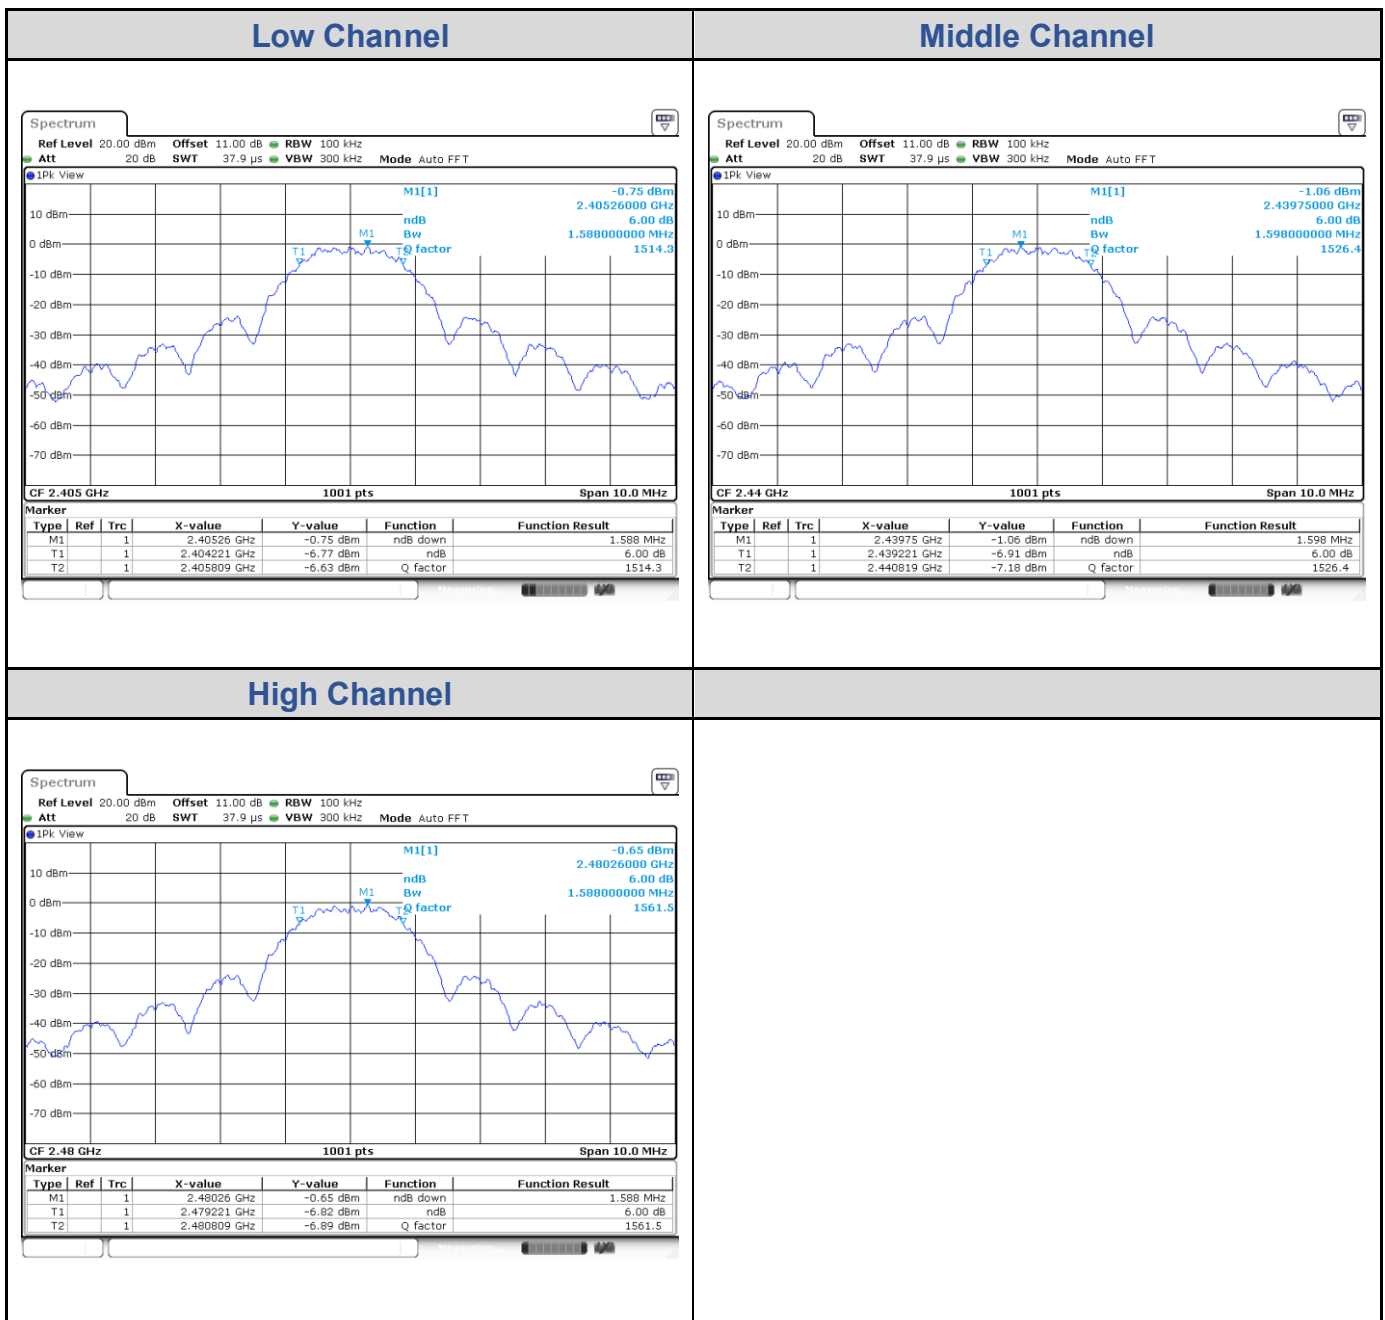 Low Channel
Middle Channel
Spectrum
Ref Level 20.00 dBm Offset 11.00 dB RBW 100 kHz
Att 20 dB SWT 37.9 µs VBW 300 kHz Mode Auto FFT
1Pk View
M1[1] -0.75 dBm
2.40526000 GHz
10 dBm
ndB 6.00 dB
M1
Bw 1.588000000 MHz
0 dBm
T1
T2
Q factor 1514.3
-10 dBm
-20 dBm
-30 dBm
-40 dBm
-50 dBm
-60 dBm
-70 dBm
CF 2.405 GHz 1001 pts Span 10.0 MHz
Marker
Type Ref Trc X-value Y-value Function Function Result
M1 1 2.40526 GHz -0.75 dBm ndB down 1.588 MHz
T1 1 2.404221 GHz -6.77 dBm ndB 6.00 dB
T2 1 2.405809 GHz -6.63 dBm Q factor 1514.3
Spectrum
Ref Level 20.00 dBm Offset 11.00 dB RBW 100 kHz
Att 20 dB SWT 37.9 µs VBW 300 kHz Mode Auto FFT
1Pk View
M1[1] -1.06 dBm
2.43975000 GHz
10 dBm
ndB 6.00 dB
M1
Bw 1.598000000 MHz
0 dBm
T1
T2
Q factor 1526.4
-10 dBm
-20 dBm
-30 dBm
-40 dBm
-50 dBm
-60 dBm
-70 dBm
CF 2.44 GHz 1001 pts Span 10.0 MHz
Marker
Type Ref Trc X-value Y-value Function Function Result
M1 1 2.43975 GHz -1.06 dBm ndB down 1.598 MHz
T1 1 2.439221 GHz -6.91 dBm ndB 6.00 dB
T2 1 2.440819 GHz -7.18 dBm Q factor 1526.4
High Channel
Spectrum
Ref Level 20.00 dBm Offset 11.00 dB RBW 100 kHz
Att 20 dB SWT 37.9 µs VBW 300 kHz Mode Auto FFT
1Pk View
M1[1] -0.65 dBm
2.48026000 GHz
10 dBm
ndB 6.00 dB
M1
Bw 1.588000000 MHz
0 dBm
T1
T2
Q factor 1561.5
-10 dBm
-20 dBm
-30 dBm
-40 dBm
-50 dBm
-60 dBm
-70 dBm
CF 2.48 GHz 1001 pts Span 10.0 MHz
Marker
Type Ref Trc X-value Y-value Function Function Result
M1 1 2.48026 GHz -0.65 dBm ndB down 1.588 MHz
T1 1 2.479221 GHz -6.82 dBm ndB 6.00 dB
T2 1 2.480809 GHz -6.89 dBm Q factor 1561.5